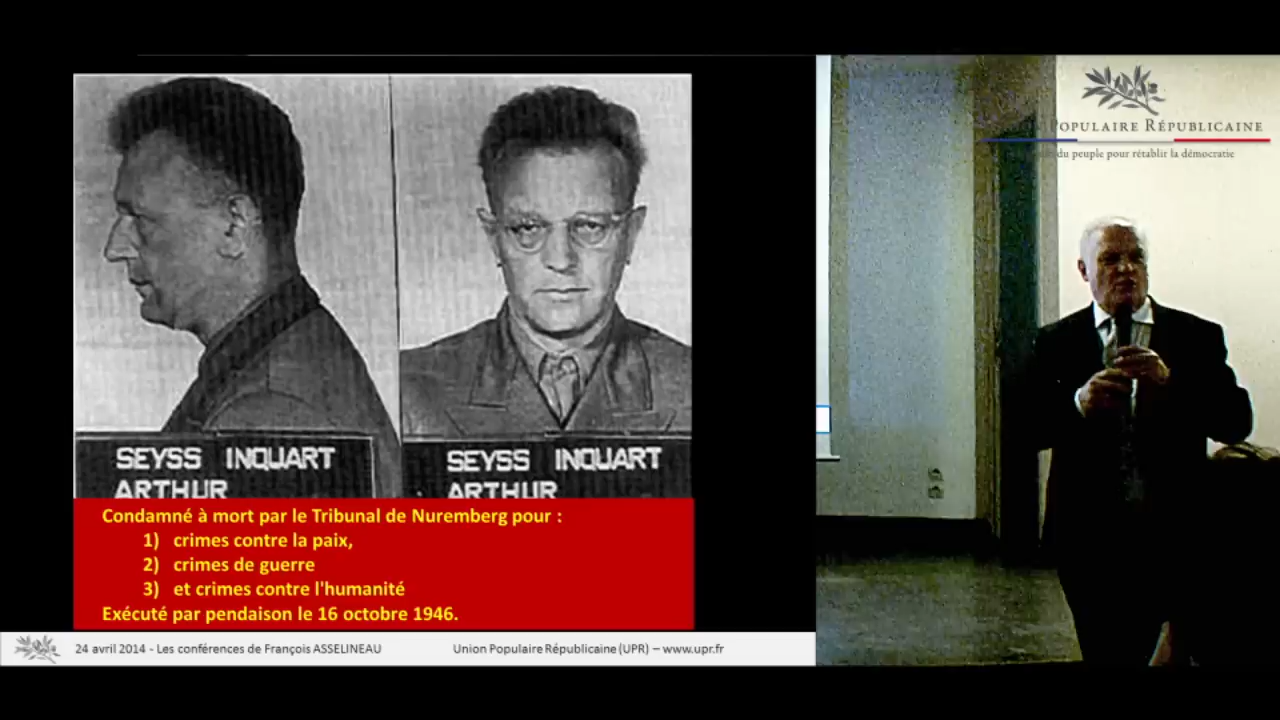 SEYSS INQUART
ARTHUR
SEYSS INQUART
ARTHUR
Condamné à mort par le Tribunal de Nuremberg pour :
1) crimes contre la paix,
2) crimes de guerre
3) et crimes contre l'humanité
Exécuté par pendaison le 16 octobre 1946.
24 avril 2014 - Les conférences de François ASSELINEAU
Union Populaire Républicaine (UPR) – www.upr.fr
POPULAIRE RÉPUBLICAINE
du peuple pour rétablir la démocratie